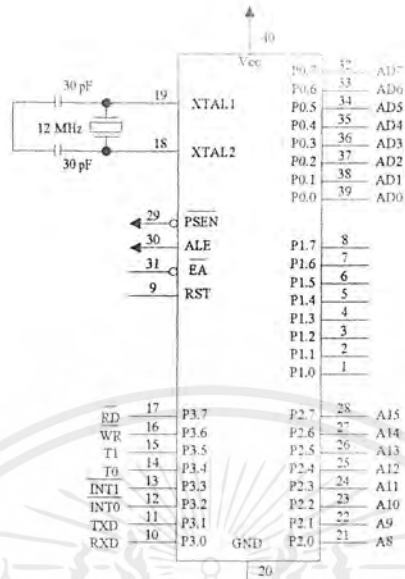 40
Vcc
30 pF
19 XTAL1
12 MHz
18 XTAL2
30 pF
29 PSEN
30 ALE
31 EA
9 RST
P0.7 32 AD7
P0.6 33 AD6
P0.5 34 AD5
P0.4 35 AD4
P0.3 36 AD3
P0.2 37 AD2
P0.1 38 AD1
P0.0 39 AD0
P1.7 8
P1.6 7
P1.5 6
P1.4 5
P1.3 4
P1.2 3
P1.1 2
P1.0 1
RD 17 P3.7
WR 16 P3.6
T1 15 P3.5
T0 14 P3.4
INT1 13 P3.3
INT0 12 P3.2
TXD 11 P3.1
RXD 10 P3.0
P2.7 28 A15
P2.6 27 A14
P2.5 26 A13
P2.4 25 A12
P2.3 24 A11
P2.2 23 A10
P2.1 22 A9
P2.0 21 A8
GND
20